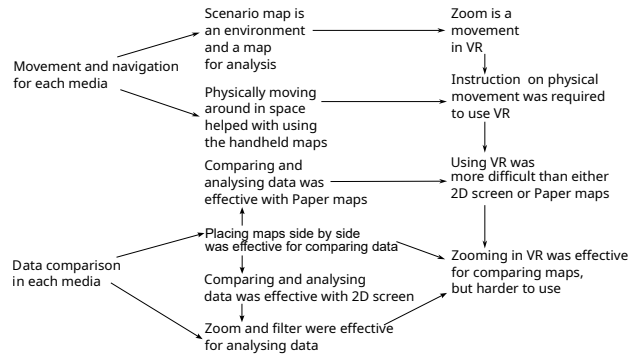 Scenario map is
an environment
and a map
for analysis
Zoom is a
movement
in VR
Movement and navigation
for each media
Physically moving
around in space
helped with using
the handheld maps
Instruction on physical
movement was required
to use VR
Comparing and
analysing data was
effective with Paper maps
Using VR was
more difficult than either
2D screen or Paper maps
Placing maps side by side
was effective for comparing data
Data comparison
in each media
Comparing and analysing
data was effective with 2D screen
Zooming in VR was effective
for comparing maps,
but harder to use
Zoom and filter were effective
for analysing data